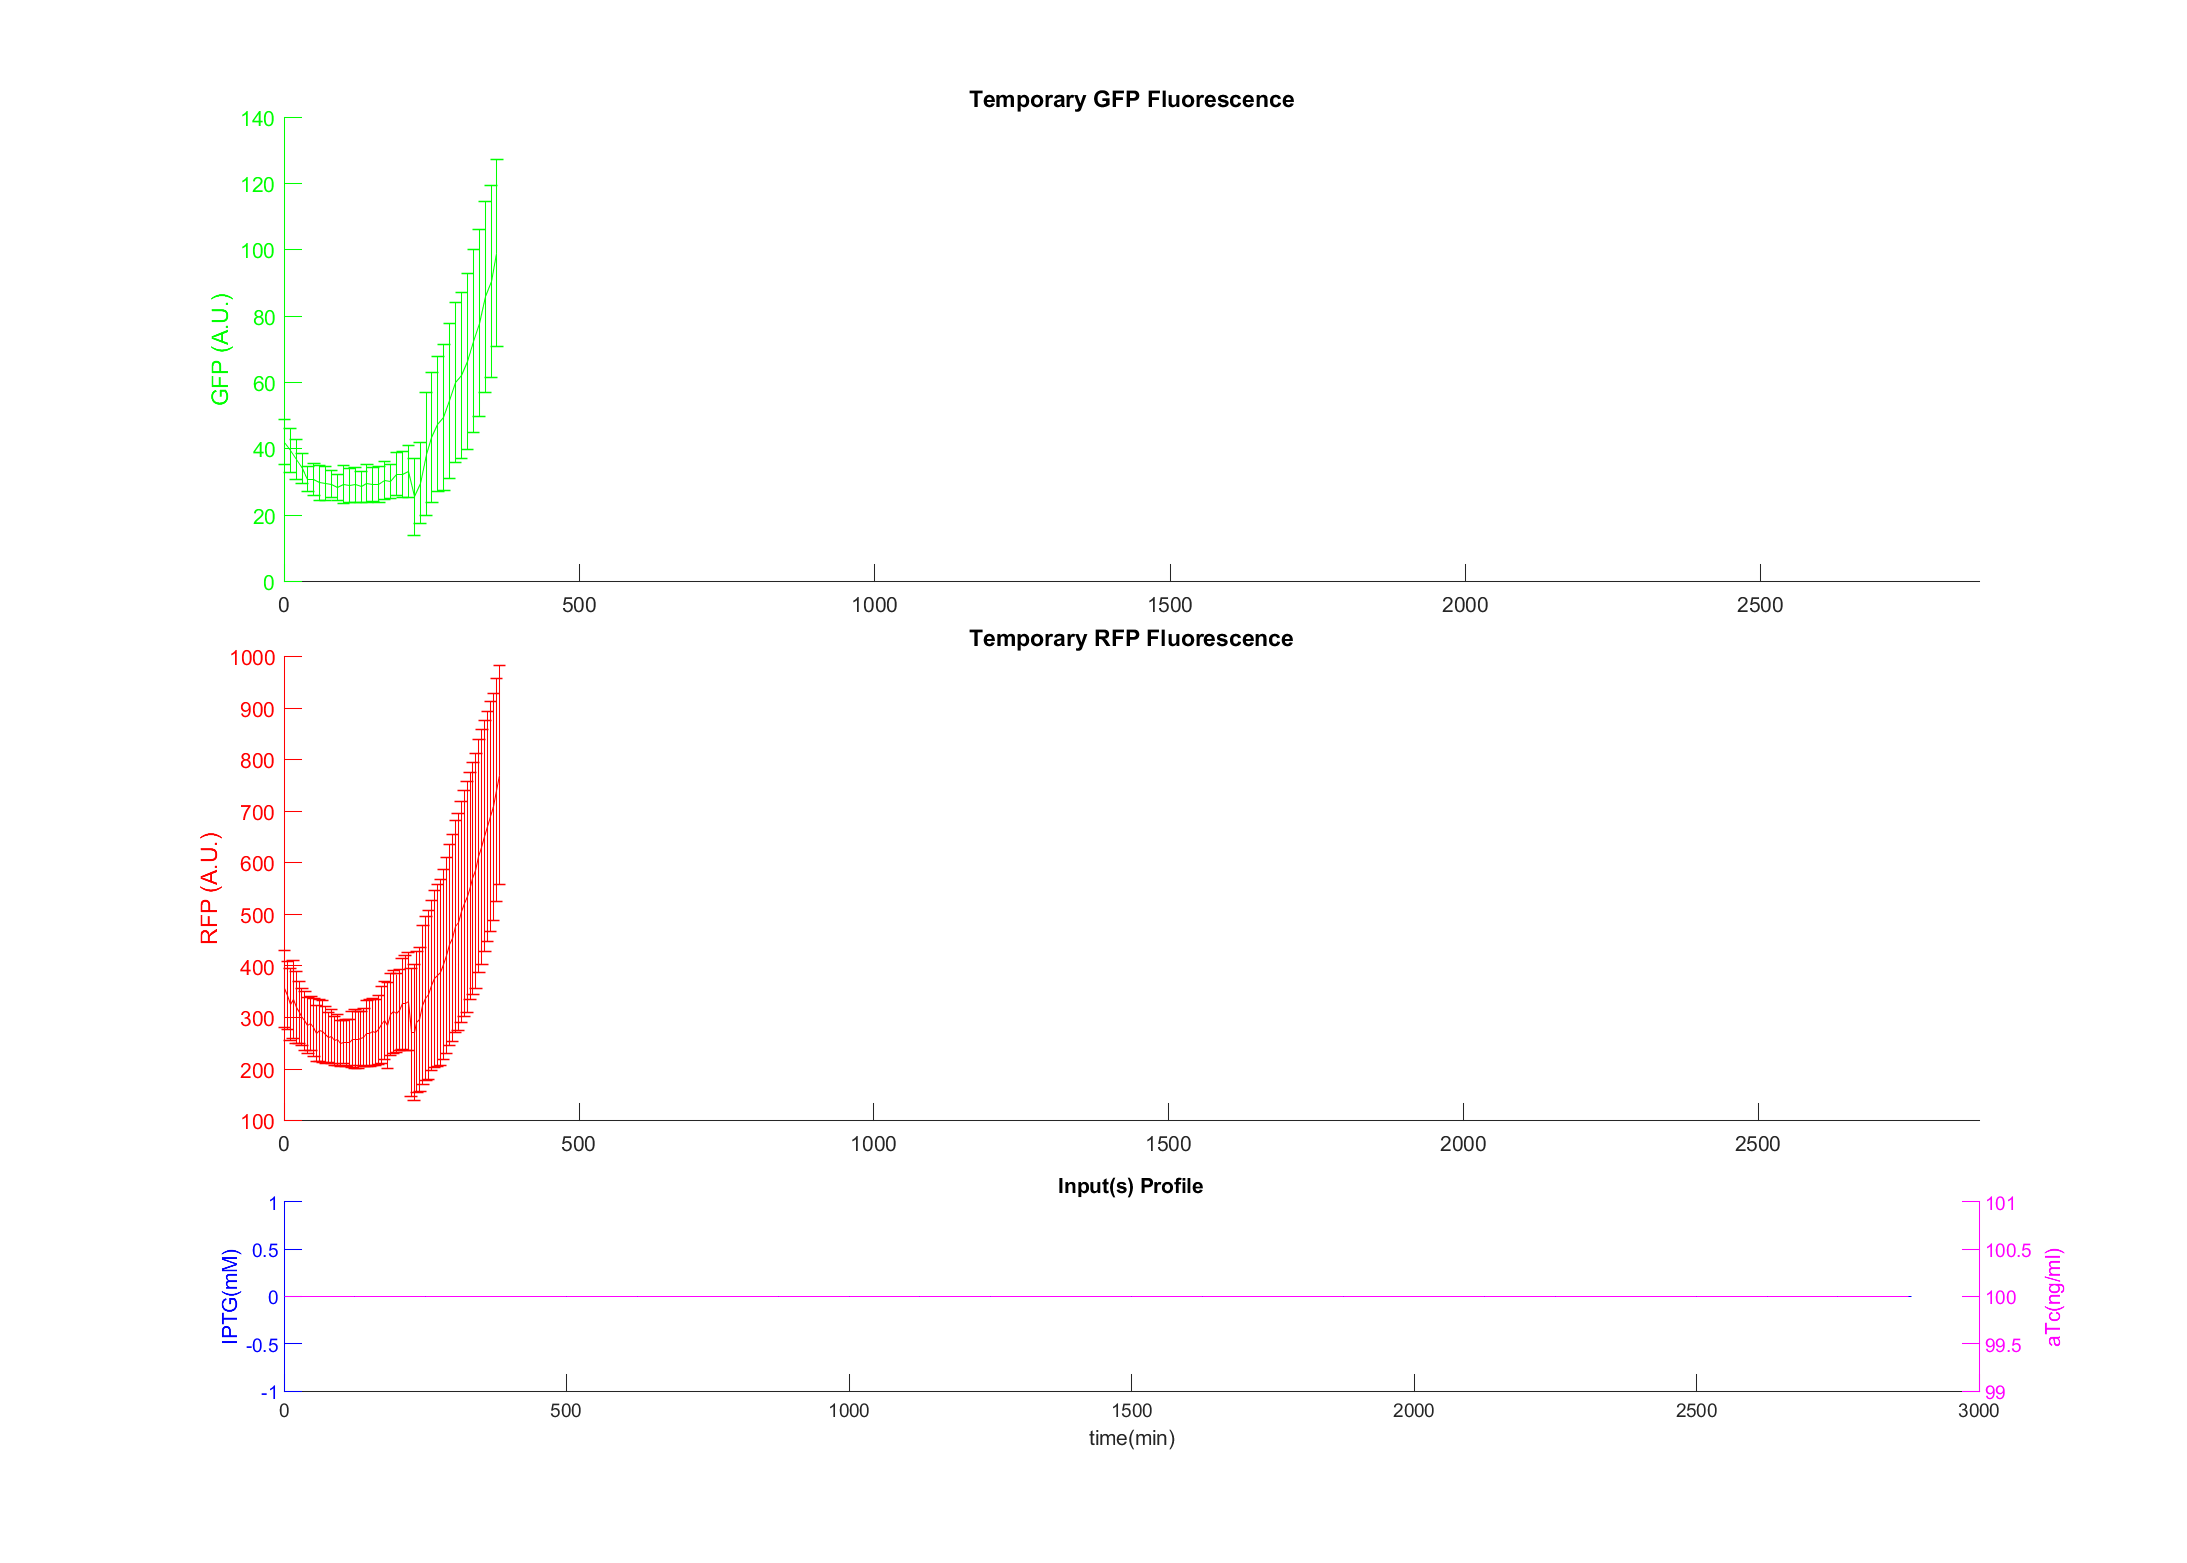 Temporary GFP Fluorescence
140
120
100
80
60
40
20
0
GFP (A.U.)
0 500 1000 1500 2000 2500
Temporary RFP Fluorescence
1000
900
800
700
600
500
400
300
200
100
RFP (A.U.)
0 500 1000 1500 2000 2500
Input(s) Profile
1 101
0.5 100.5
0 100
-0.5 99.5
-1 99
IPTG(mM)
aTc(ng/ml)
0 500 1000 1500 2000 2500 3000
time(min)